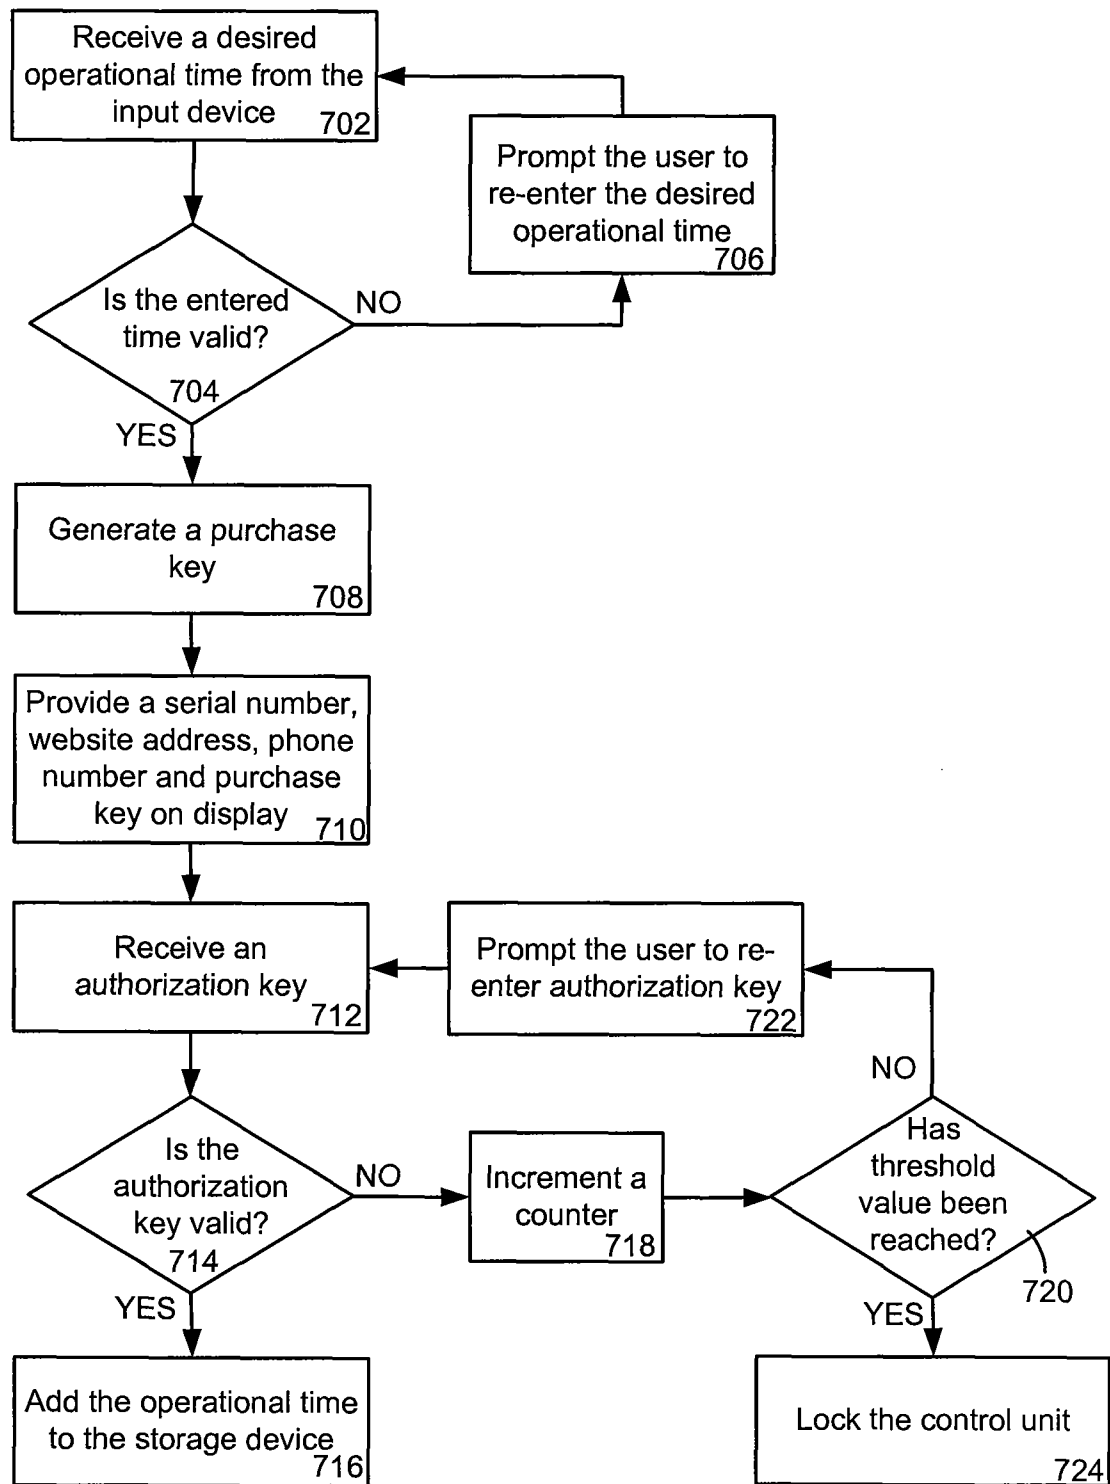 Receive a desired
operational time from the
input device
702
Prompt the user to
re-enter the desired
operational time
706
Is the entered
time valid?
704
NO
YES
Generate a purchase
key
708
Provide a serial number,
website address, phone
number and purchase
key on display
710
Receive an
authorization key
712
Prompt the user to re-
enter authorization key
722
NO
Is the
authorization
key valid?
714
NO
YES
Increment a
counter
718
Has
threshold
value been
reached?
720
YES
Add the operational time
to the storage device
716
Lock the control unit
724